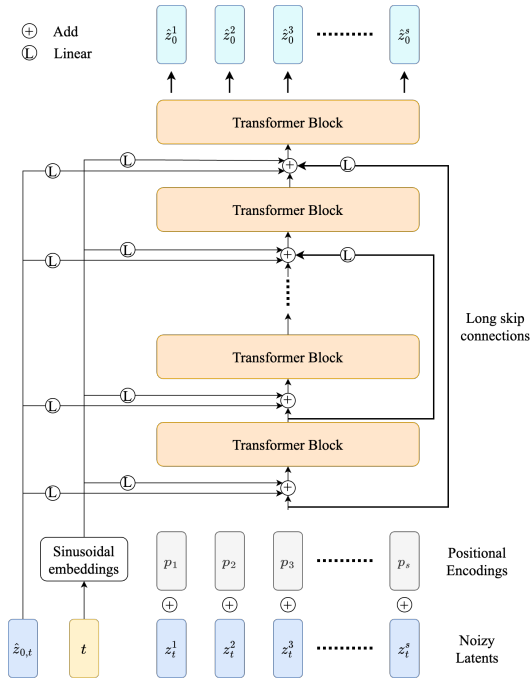 ẑ₀¹ ẑ₀² ẑ₀³ ẑ₀ˢ
+ Add
L Linear
Transformer Block
L
+ L
L
Transformer Block
L
+ L
L
Long skip
connections
Transformer Block
L
+
L
Transformer Block
L
+
L
Sinusoidal
embeddings
p₁ p₂ p₃ pₛ
Positional
Encodings
+ + + +
ẑ₀,ₜ t zₜ¹ zₜ² zₜ³ zₜˢ
Noizy
Latents